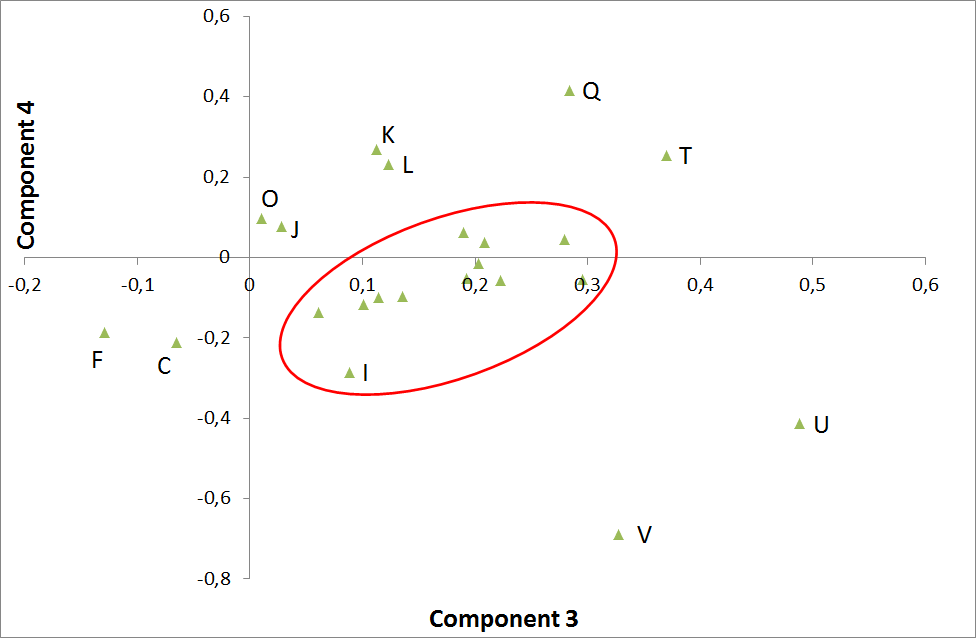 0,6
Q
0,4
K
L
T
0,2
O
J
Component 4
0
-0,2
-0,1
0
0,1
0,2
0,3
0,4
0,5
0,6
-0,2
F
C
I
-0,4
U
-0,6
V
-0,8
Component 3